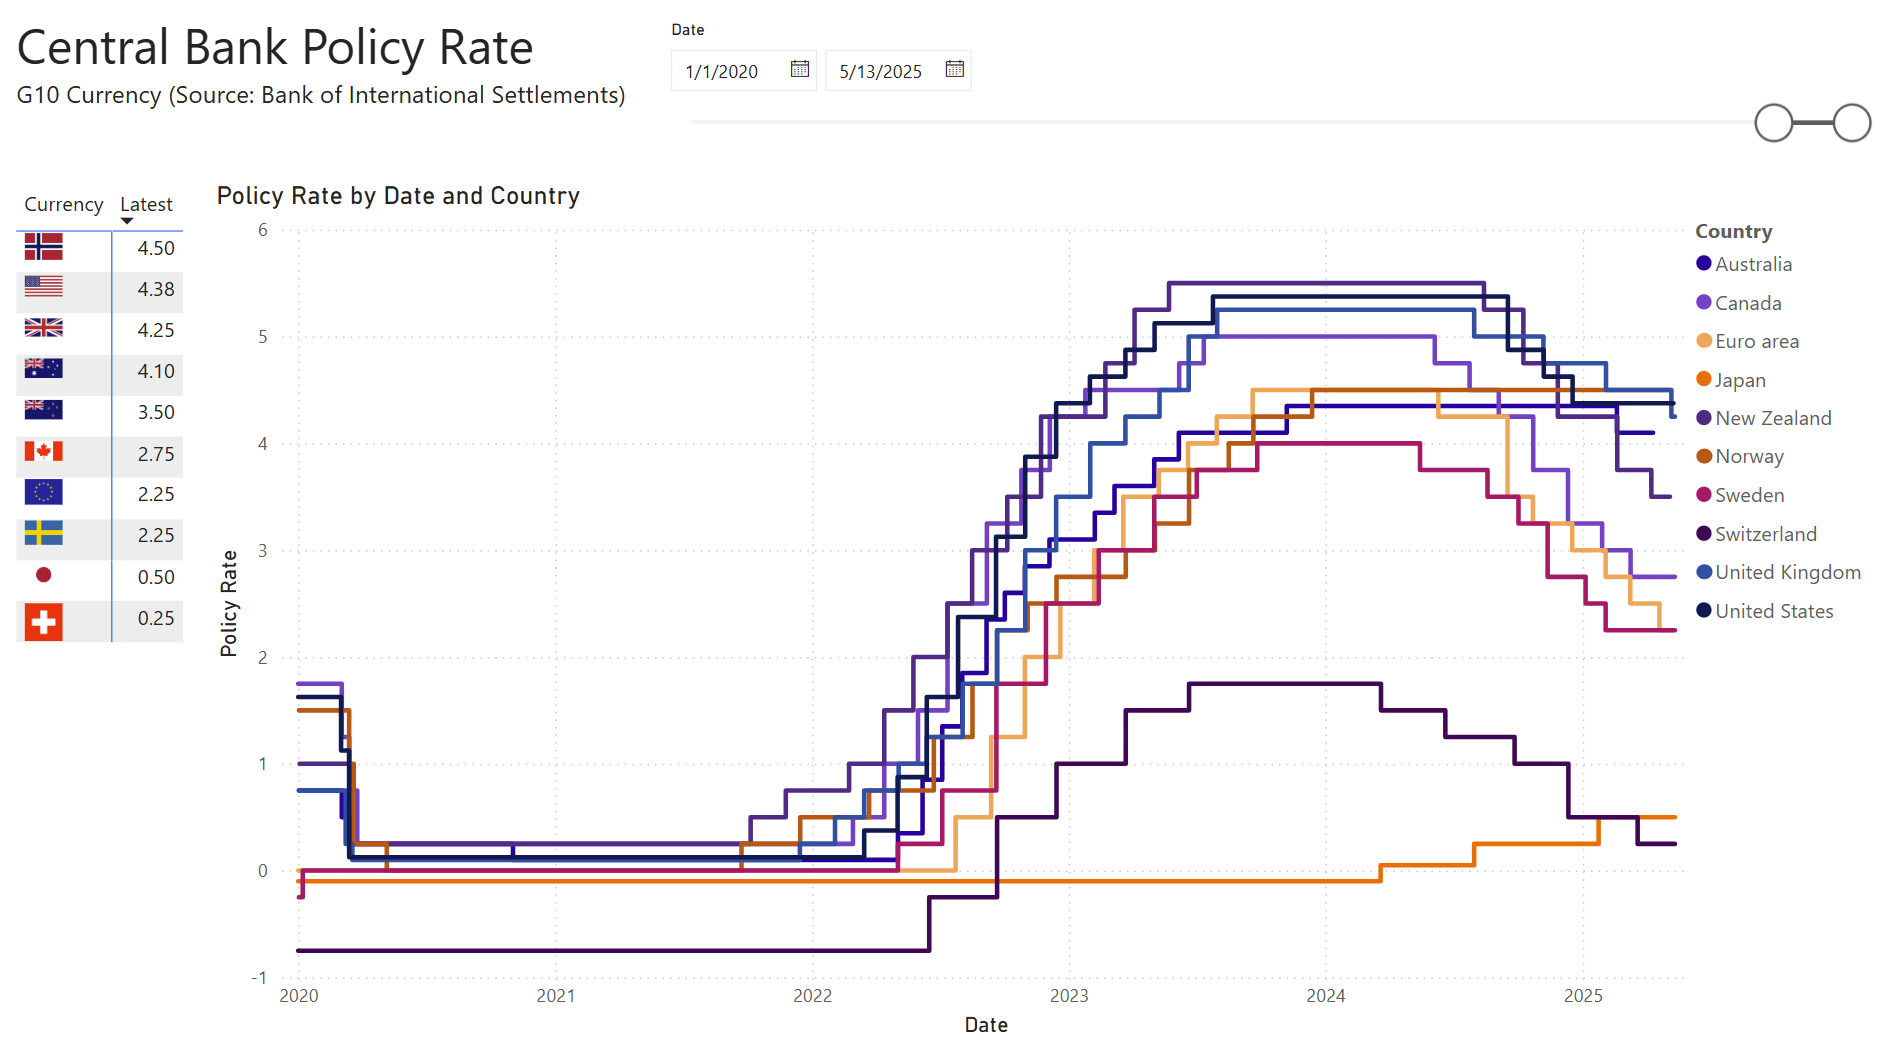 Central Bank Policy Rate
G10 Currency (Source: Bank of International Settlements)
Date
1/1/2020 5/13/2025
Currency Latest
4.50
4.38
4.25
4.10
3.50
2.75
2.25
2.25
0.50
0.25
Policy Rate by Date and Country
Policy Rate
6
5
4
3
2
1
0
-1
2020 2021 2022 2023 2024 2025
Date
Country
Australia
Canada
Euro area
Japan
New Zealand
Norway
Sweden
Switzerland
United Kingdom
United States